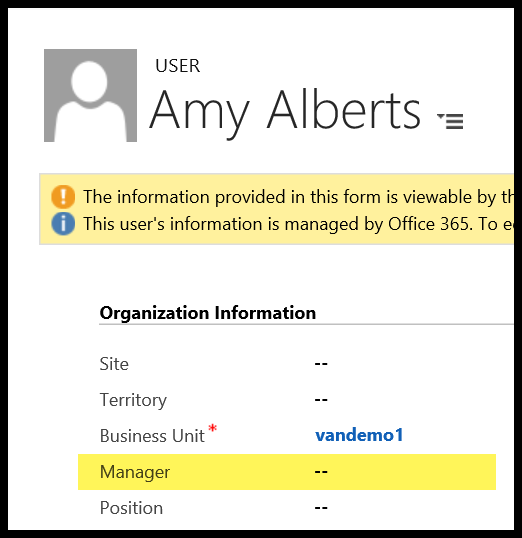 USER
Amy Alberts
The information provided in this form is viewable by th
This user's information is managed by Office 365. To e
Organization Information
Site --
Territory --
Business Unit* vandemo1
Manager --
Position --